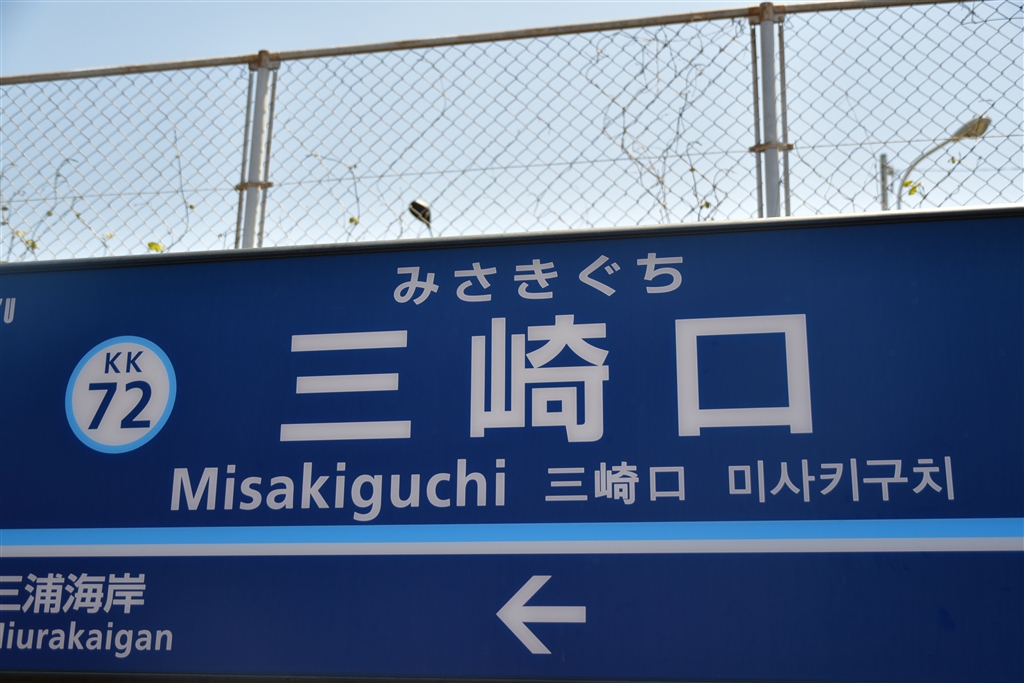 みさきぐち
KK
72
三崎口
Misakiguchi 三崎口 미사키구치
三浦海岸
←
Miurakaigan